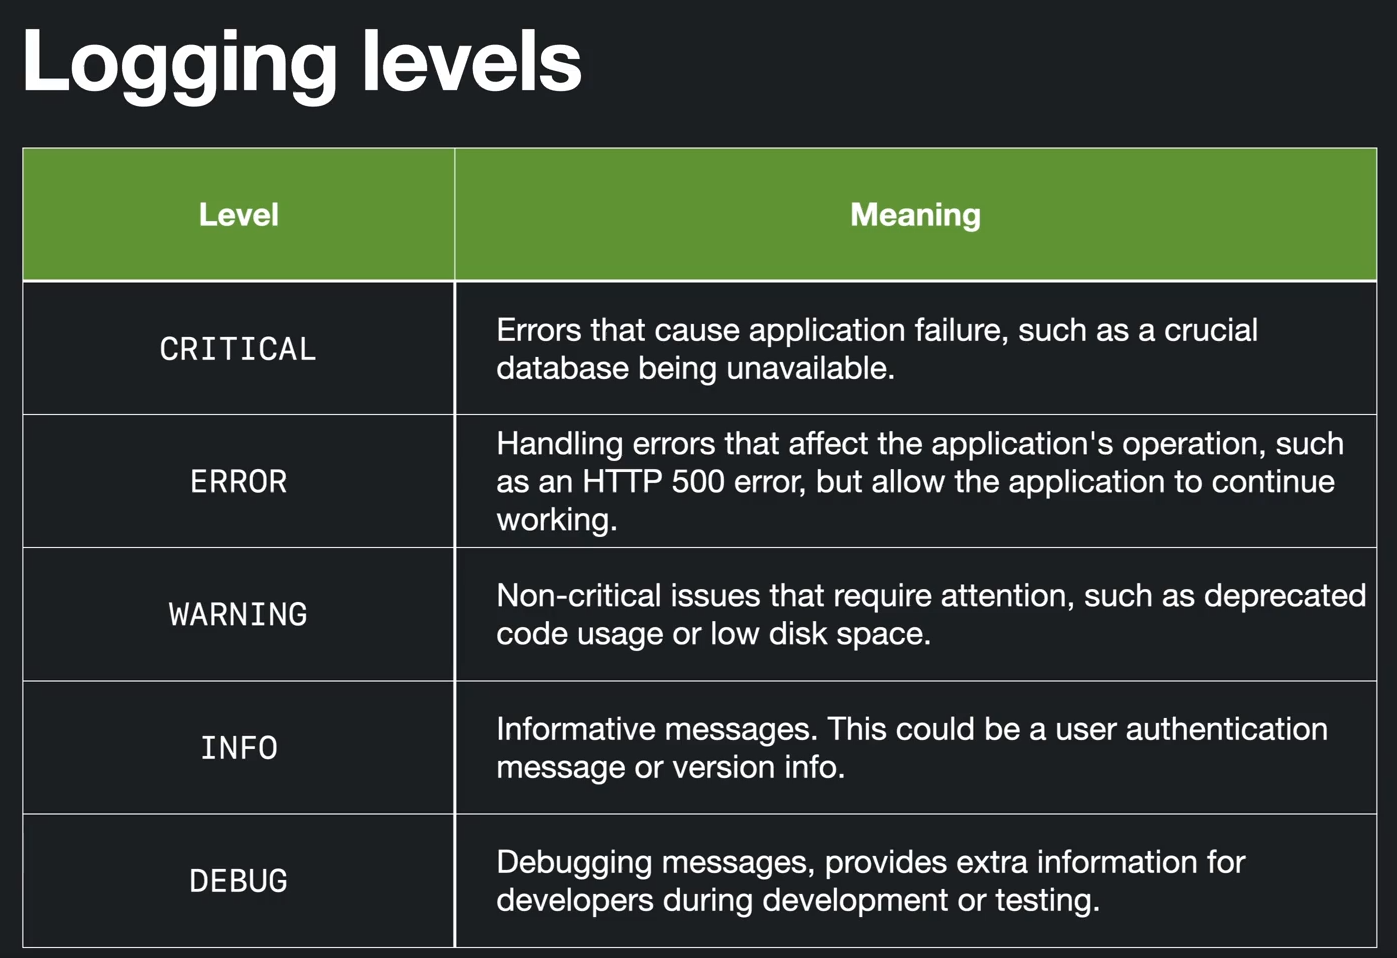 Logging levels
Level
Meaning
CRITICAL
Errors that cause application failure, such as a crucial
database being unavailable.
ERROR
Handling errors that affect the application's operation, such
as an HTTP 500 error, but allow the application to continue
working.
WARNING
Non-critical issues that require attention, such as deprecated
code usage or low disk space.
INFO
Informative messages. This could be a user authentication
message or version info.
DEBUG
Debugging messages, provides extra information for
developers during development or testing.